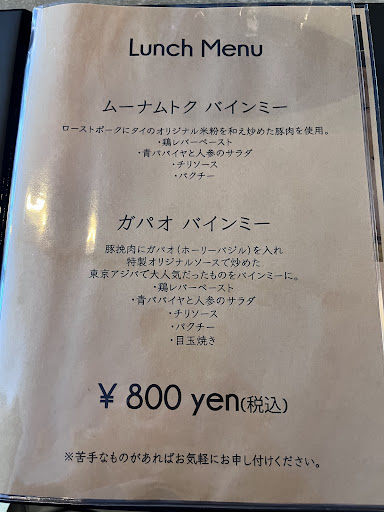 Lunch Menu
ムーナムトク バインミー
ローストポークにタイのオリジナル米粉を和え炒めた豚肉を使用。
・鶏レバーペースト
・青パパイヤと人参のサラダ
・チリソース
・パクチー
ガパオ バインミー
豚挽肉にガパオ(ホーリーバジル)を入れ
特製オリジナルソースで炒めた
東京アジパで大人気だったものをバインミーに。
・鶏レバーペースト
・青パパイヤと人参のサラダ
・チリソース
・パクチー
・目玉焼き
¥ 800 yen(税込)
※苦手なものがあればお気軽にお申し付けください。